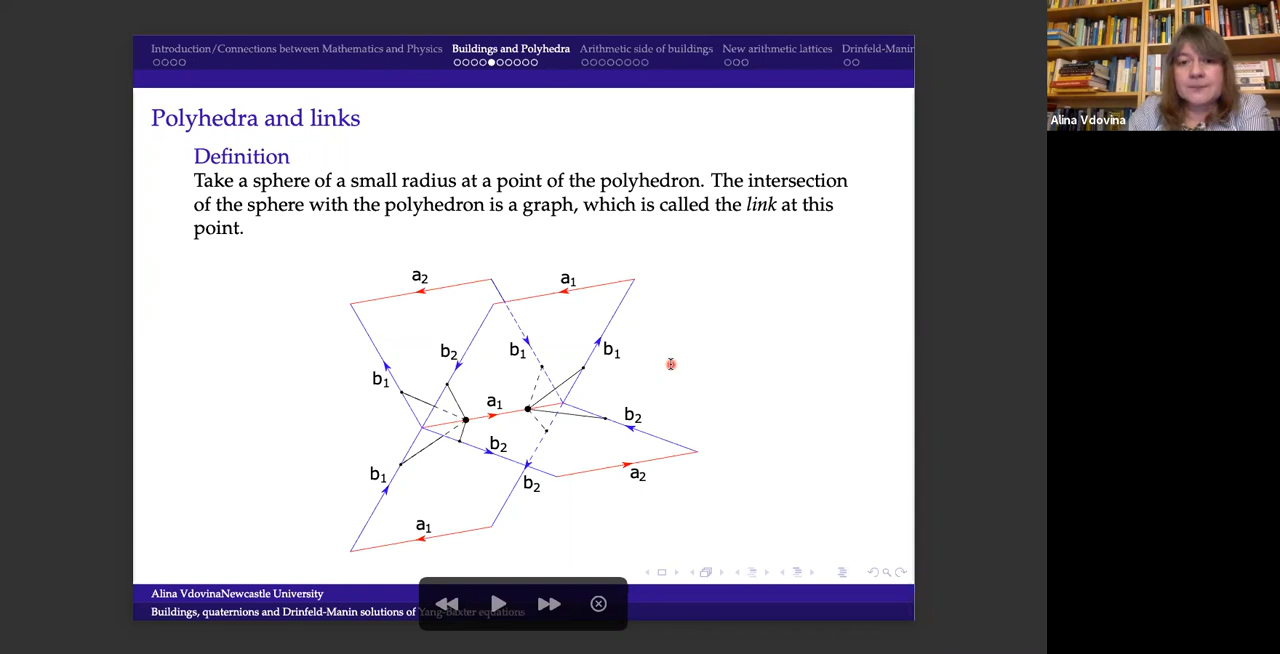 Introduction/Connections between Mathematics and Physics Buildings and Polyhedra Arithmetic side of buildings New arithmetic lattices Drinfeld-Manin
Alina Vdovina
Polyhedra and links
Definition
Take a sphere of a small radius at a point of the polyhedron. The intersection
of the sphere with the polyhedron is a graph, which is called the link at this
point.
a₂
a₁
b₂
b₁
b₁
b₁
a₁
b₂
b₂
b₁
b₂
a₂
a₁
Alina VdovinaNewcastle University
Buildings, quaternions and Drinfeld-Manin solutions of Yang-Baxter equations